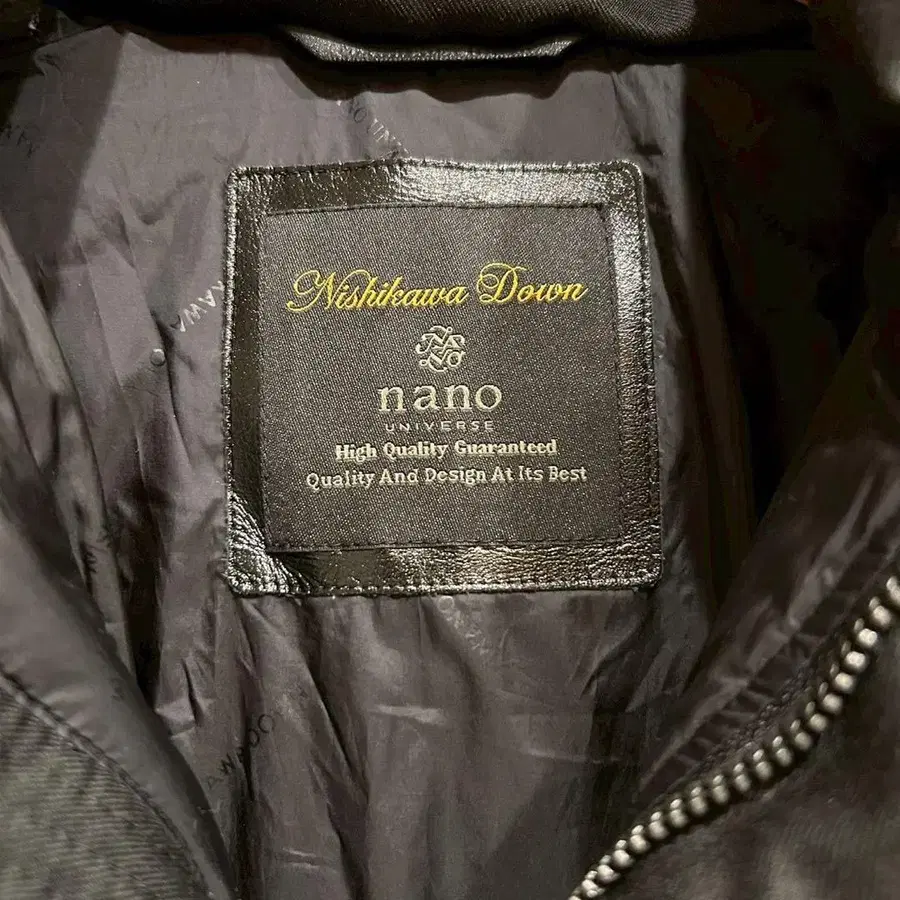 Nishikawa Down
nano
UNIVERSE
High Quality Guaranteed
Quality And Design At Its Best